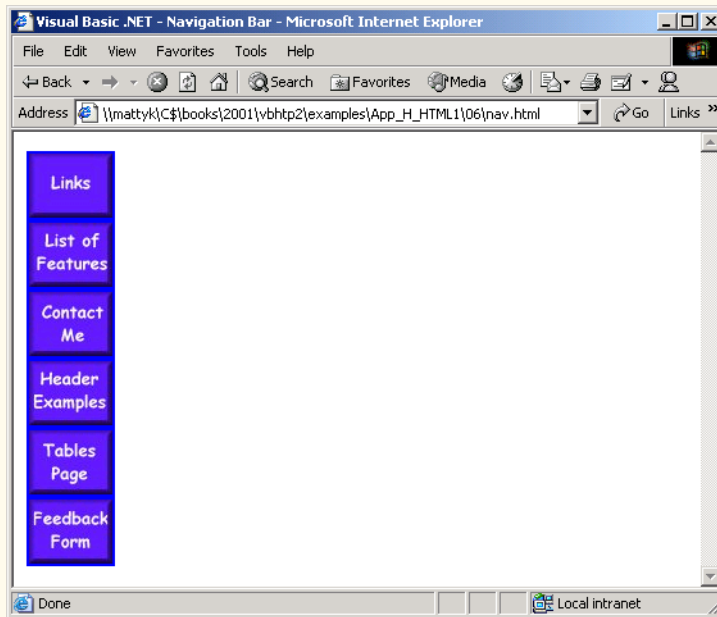 Visual Basic .NET - Navigation Bar - Microsoft Internet Explorer
File Edit View Favorites Tools Help
Back Search Favorites Media
Address \\mattyk\C$\books\2001\vbhtp2\examples\App_H_HTML1\06\nav.html Go Links »
Links
List of
Features
Contact
Me
Header
Examples
Tables
Page
Feedback
Form
Done Local intranet